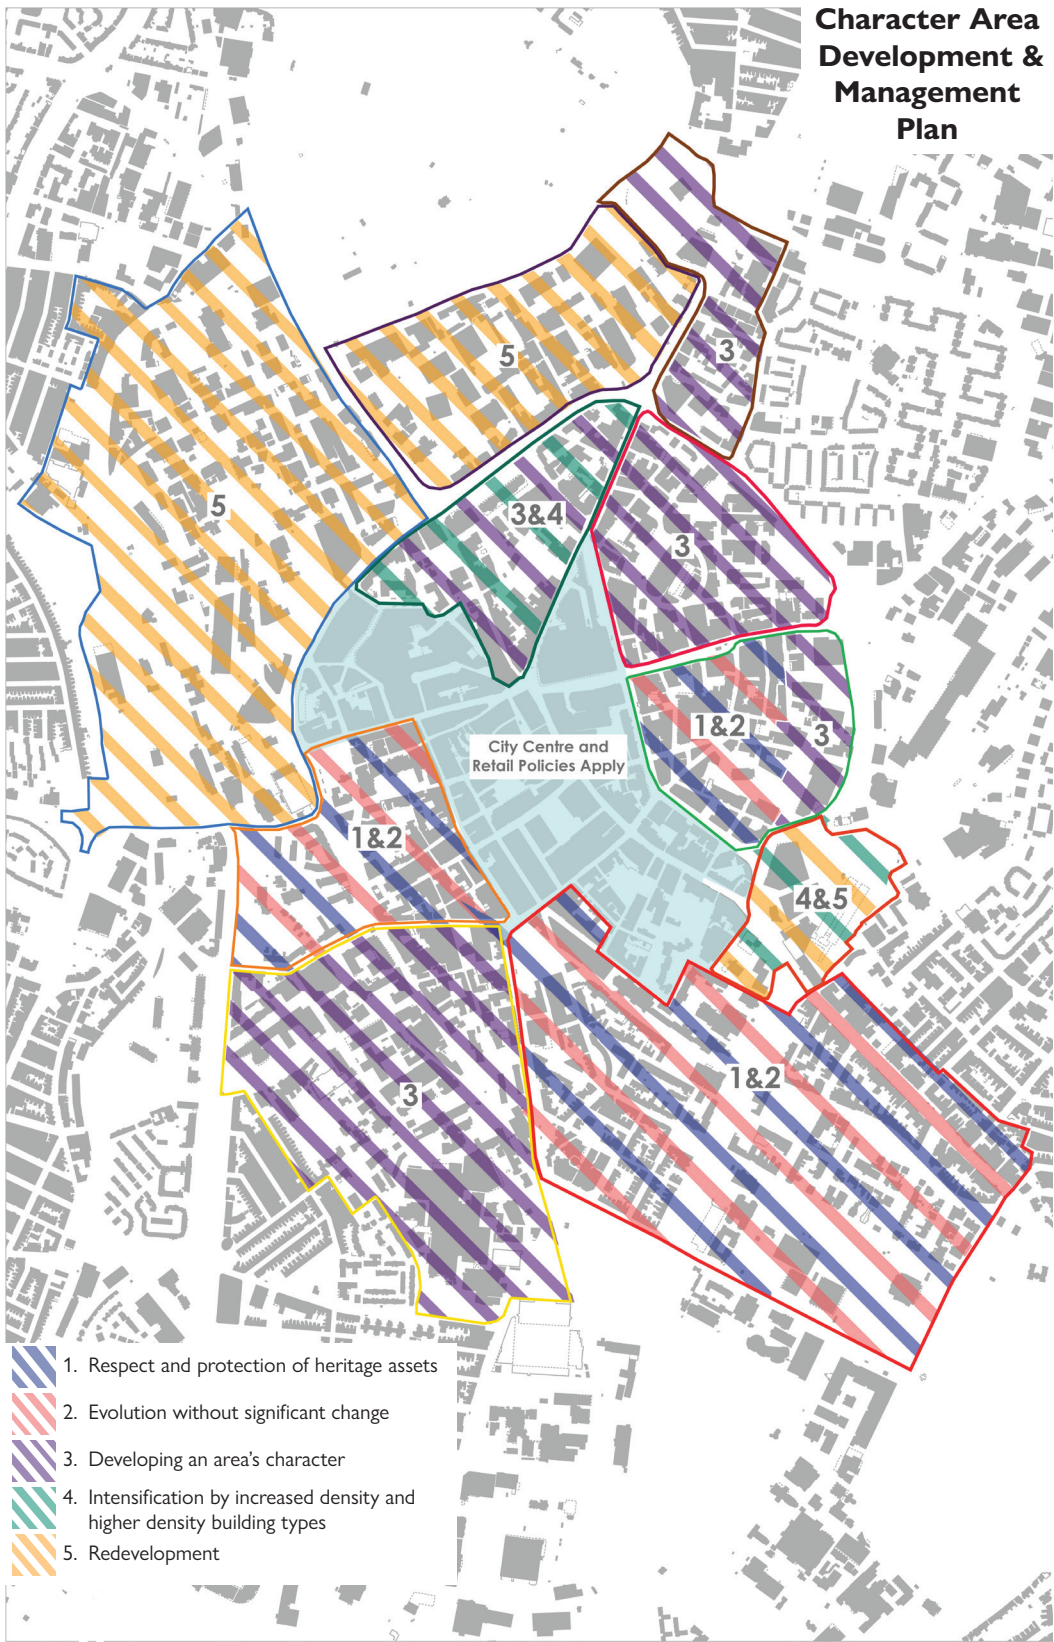 Character Area
Development &
Management
Plan
5
3
5
3&4
3
1&2
3
City Centre and
Retail Policies Apply
1&2
4&5
1&2
3
1. Respect and protection of heritage assets
2. Evolution without significant change
3. Developing an area's character
4. Intensification by increased density and
higher density building types
5. Redevelopment